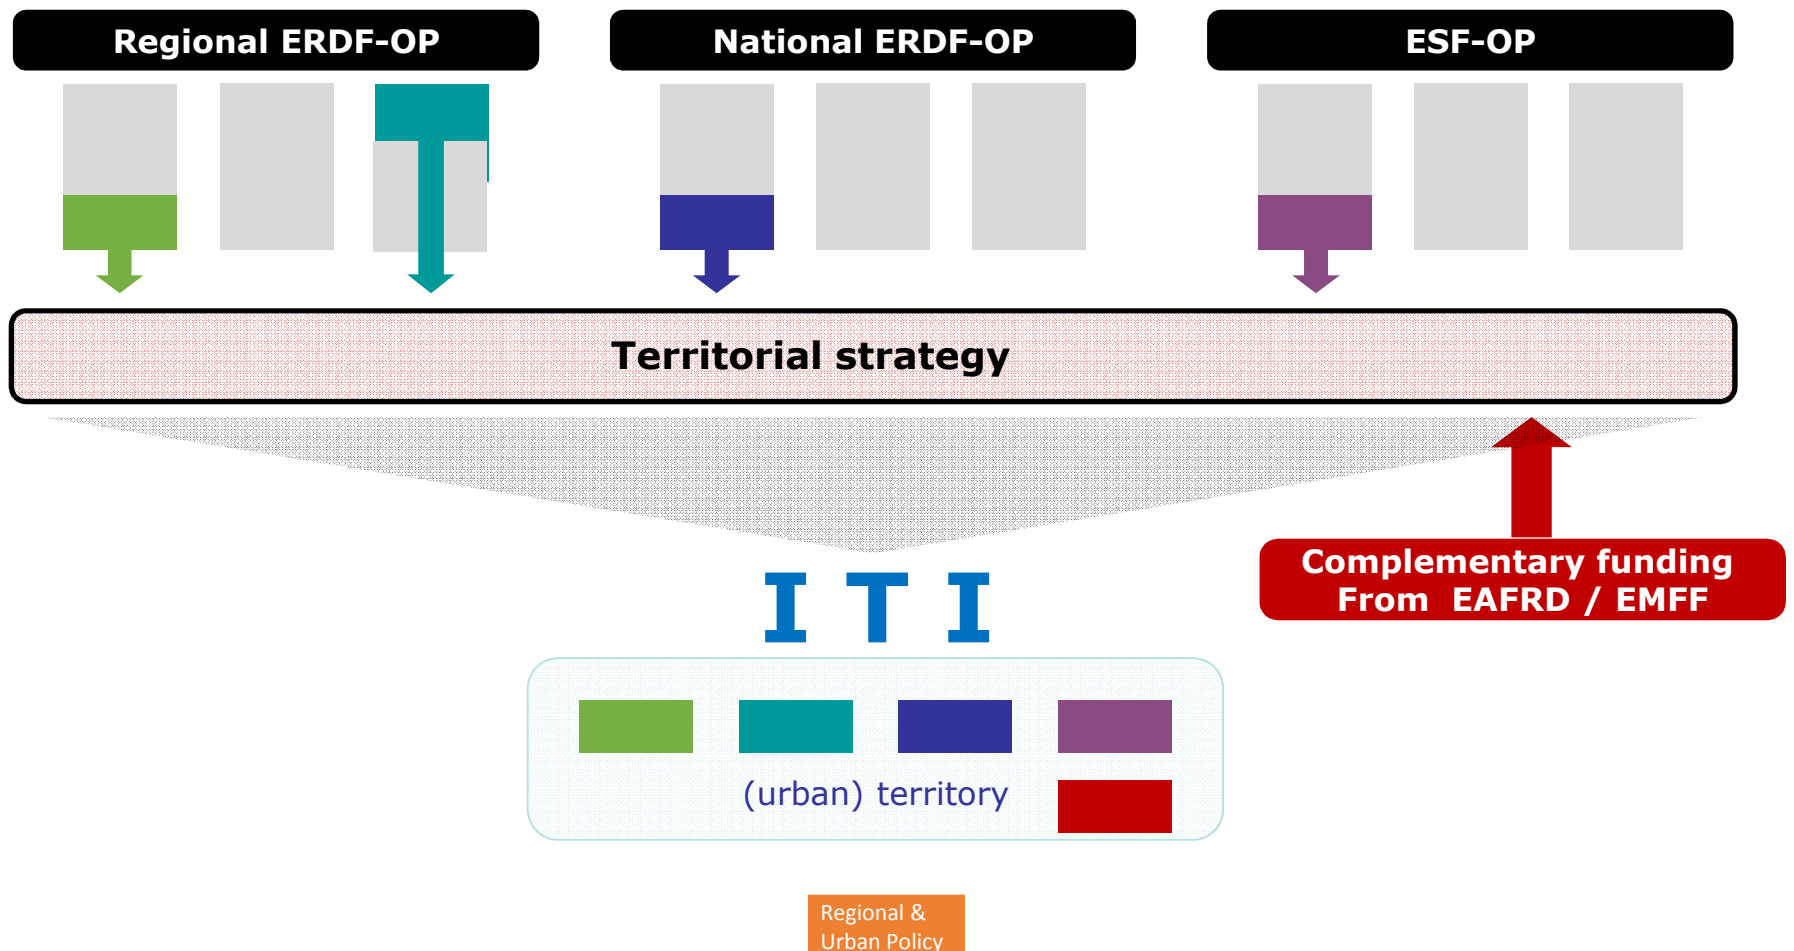 Regional ERDF-OP
National ERDF-OP
ESF-OP
Territorial strategy
Complementary funding
From EAFRD / EMFF
I T I
(urban) territory
Regional &
Urban Policy